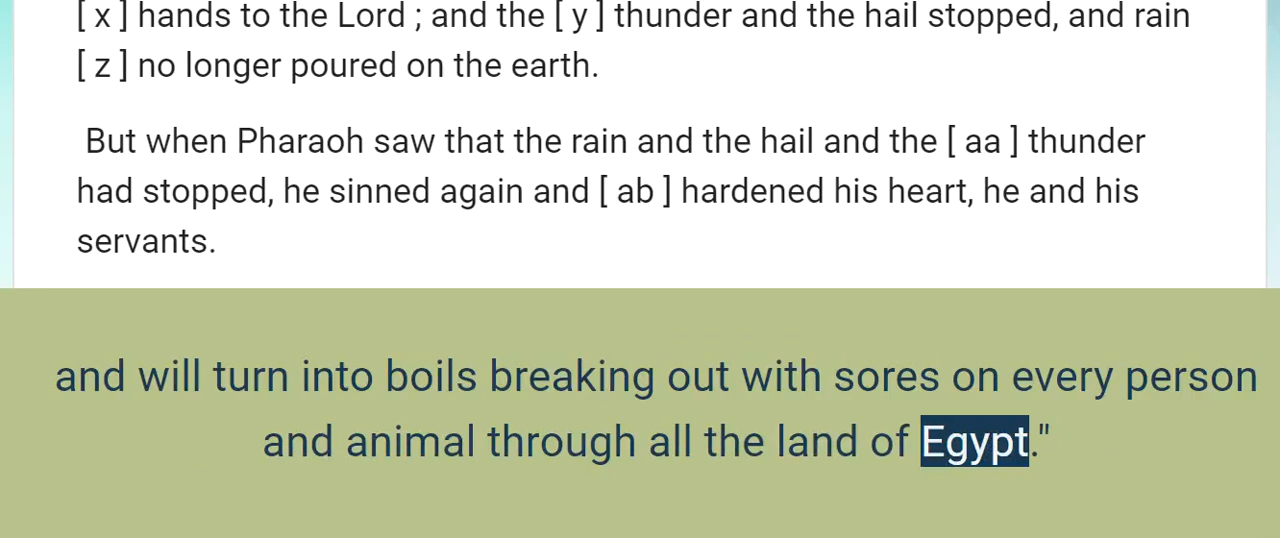 [ x ] hands to the Lord ; and the [ y ] thunder and the hail stopped, and rain
[ z ] no longer poured on the earth.
But when Pharaoh saw that the rain and the hail and the [ aa ] thunder
had stopped, he sinned again and [ ab ] hardened his heart, he and his
servants.
and will turn into boils breaking out with sores on every person
and animal through all the land of Egypt."